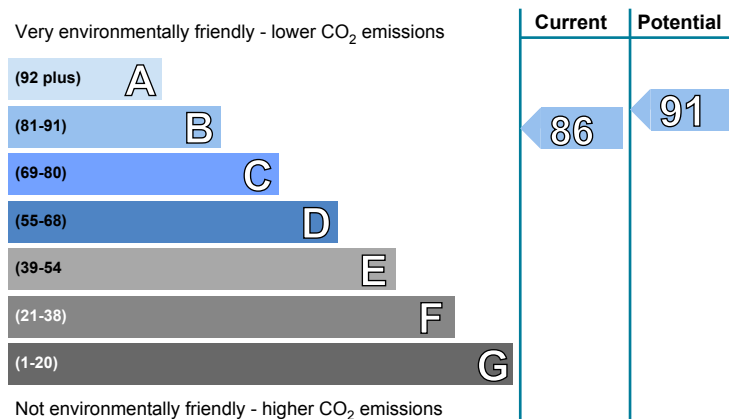 Current Potential
Very environmentally friendly - lower CO₂ emissions
(92 plus) A
(81-91) B
86 91
(69-80) C
(55-68) D
(39-54 E
(21-38) F
(1-20) G
Not environmentally friendly - higher CO₂ emissions